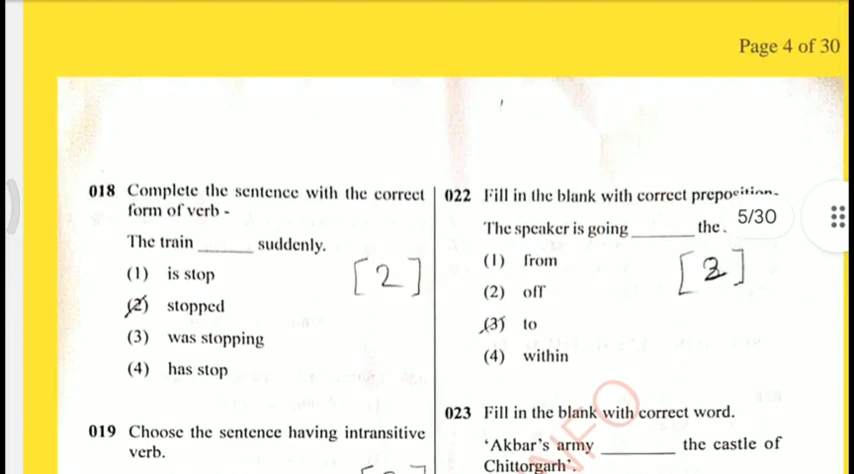 Page 4 of 30
018 Complete the sentence with the correct
form of verb -
The train ______ suddenly.
[2]
(1) is stop
(2) stopped
(3) was stopping
(4) has stop
019 Choose the sentence having intransitive
verb.
022 Fill in the blank with correct preposition.
The speaker is going _______ the.
5/30
(1) from
(2) off
(3) to
(4) within
023 Fill in the blank with correct word.
‘Akbar’s army ________ the castle of
Chittorgarh’.